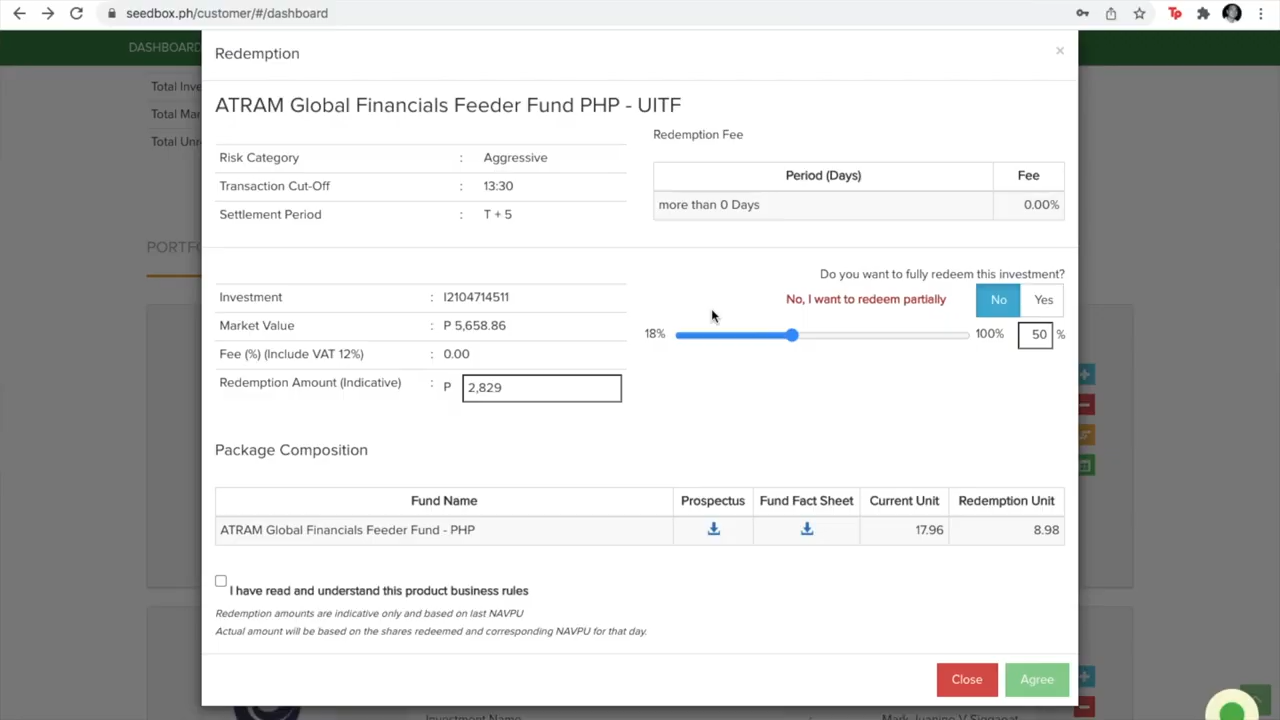 seedbox.ph/customer/#/dashboard
DASHBOARD
Redemption
×
Total Inve
Total Mar
Total Unr
ATRAM Global Financials Feeder Fund PHP - UITF
Risk Category : Aggressive
Transaction Cut-Off : 13:30
Settlement Period : T + 5
Redemption Fee
Period (Days) Fee
more than 0 Days 0.00%
PORTF
Do you want to fully redeem this investment?
No, I want to redeem partially No Yes
18% 100% 50 %
Investment : I2104714511
Market Value : P 5,658.86
Fee (%) (Include VAT 12%) : 0.00
Redemption Amount (Indicative) : P 2,829
Package Composition
Fund Name Prospectus Fund Fact Sheet Current Unit Redemption Unit
ATRAM Global Financials Feeder Fund - PHP 17.96 8.98
I have read and understand this product business rules
Redemption amounts are indicative only and based on last NAVPU
Actual amount will be based on the shares redeemed and corresponding NAVPU for that day.
Close Agree